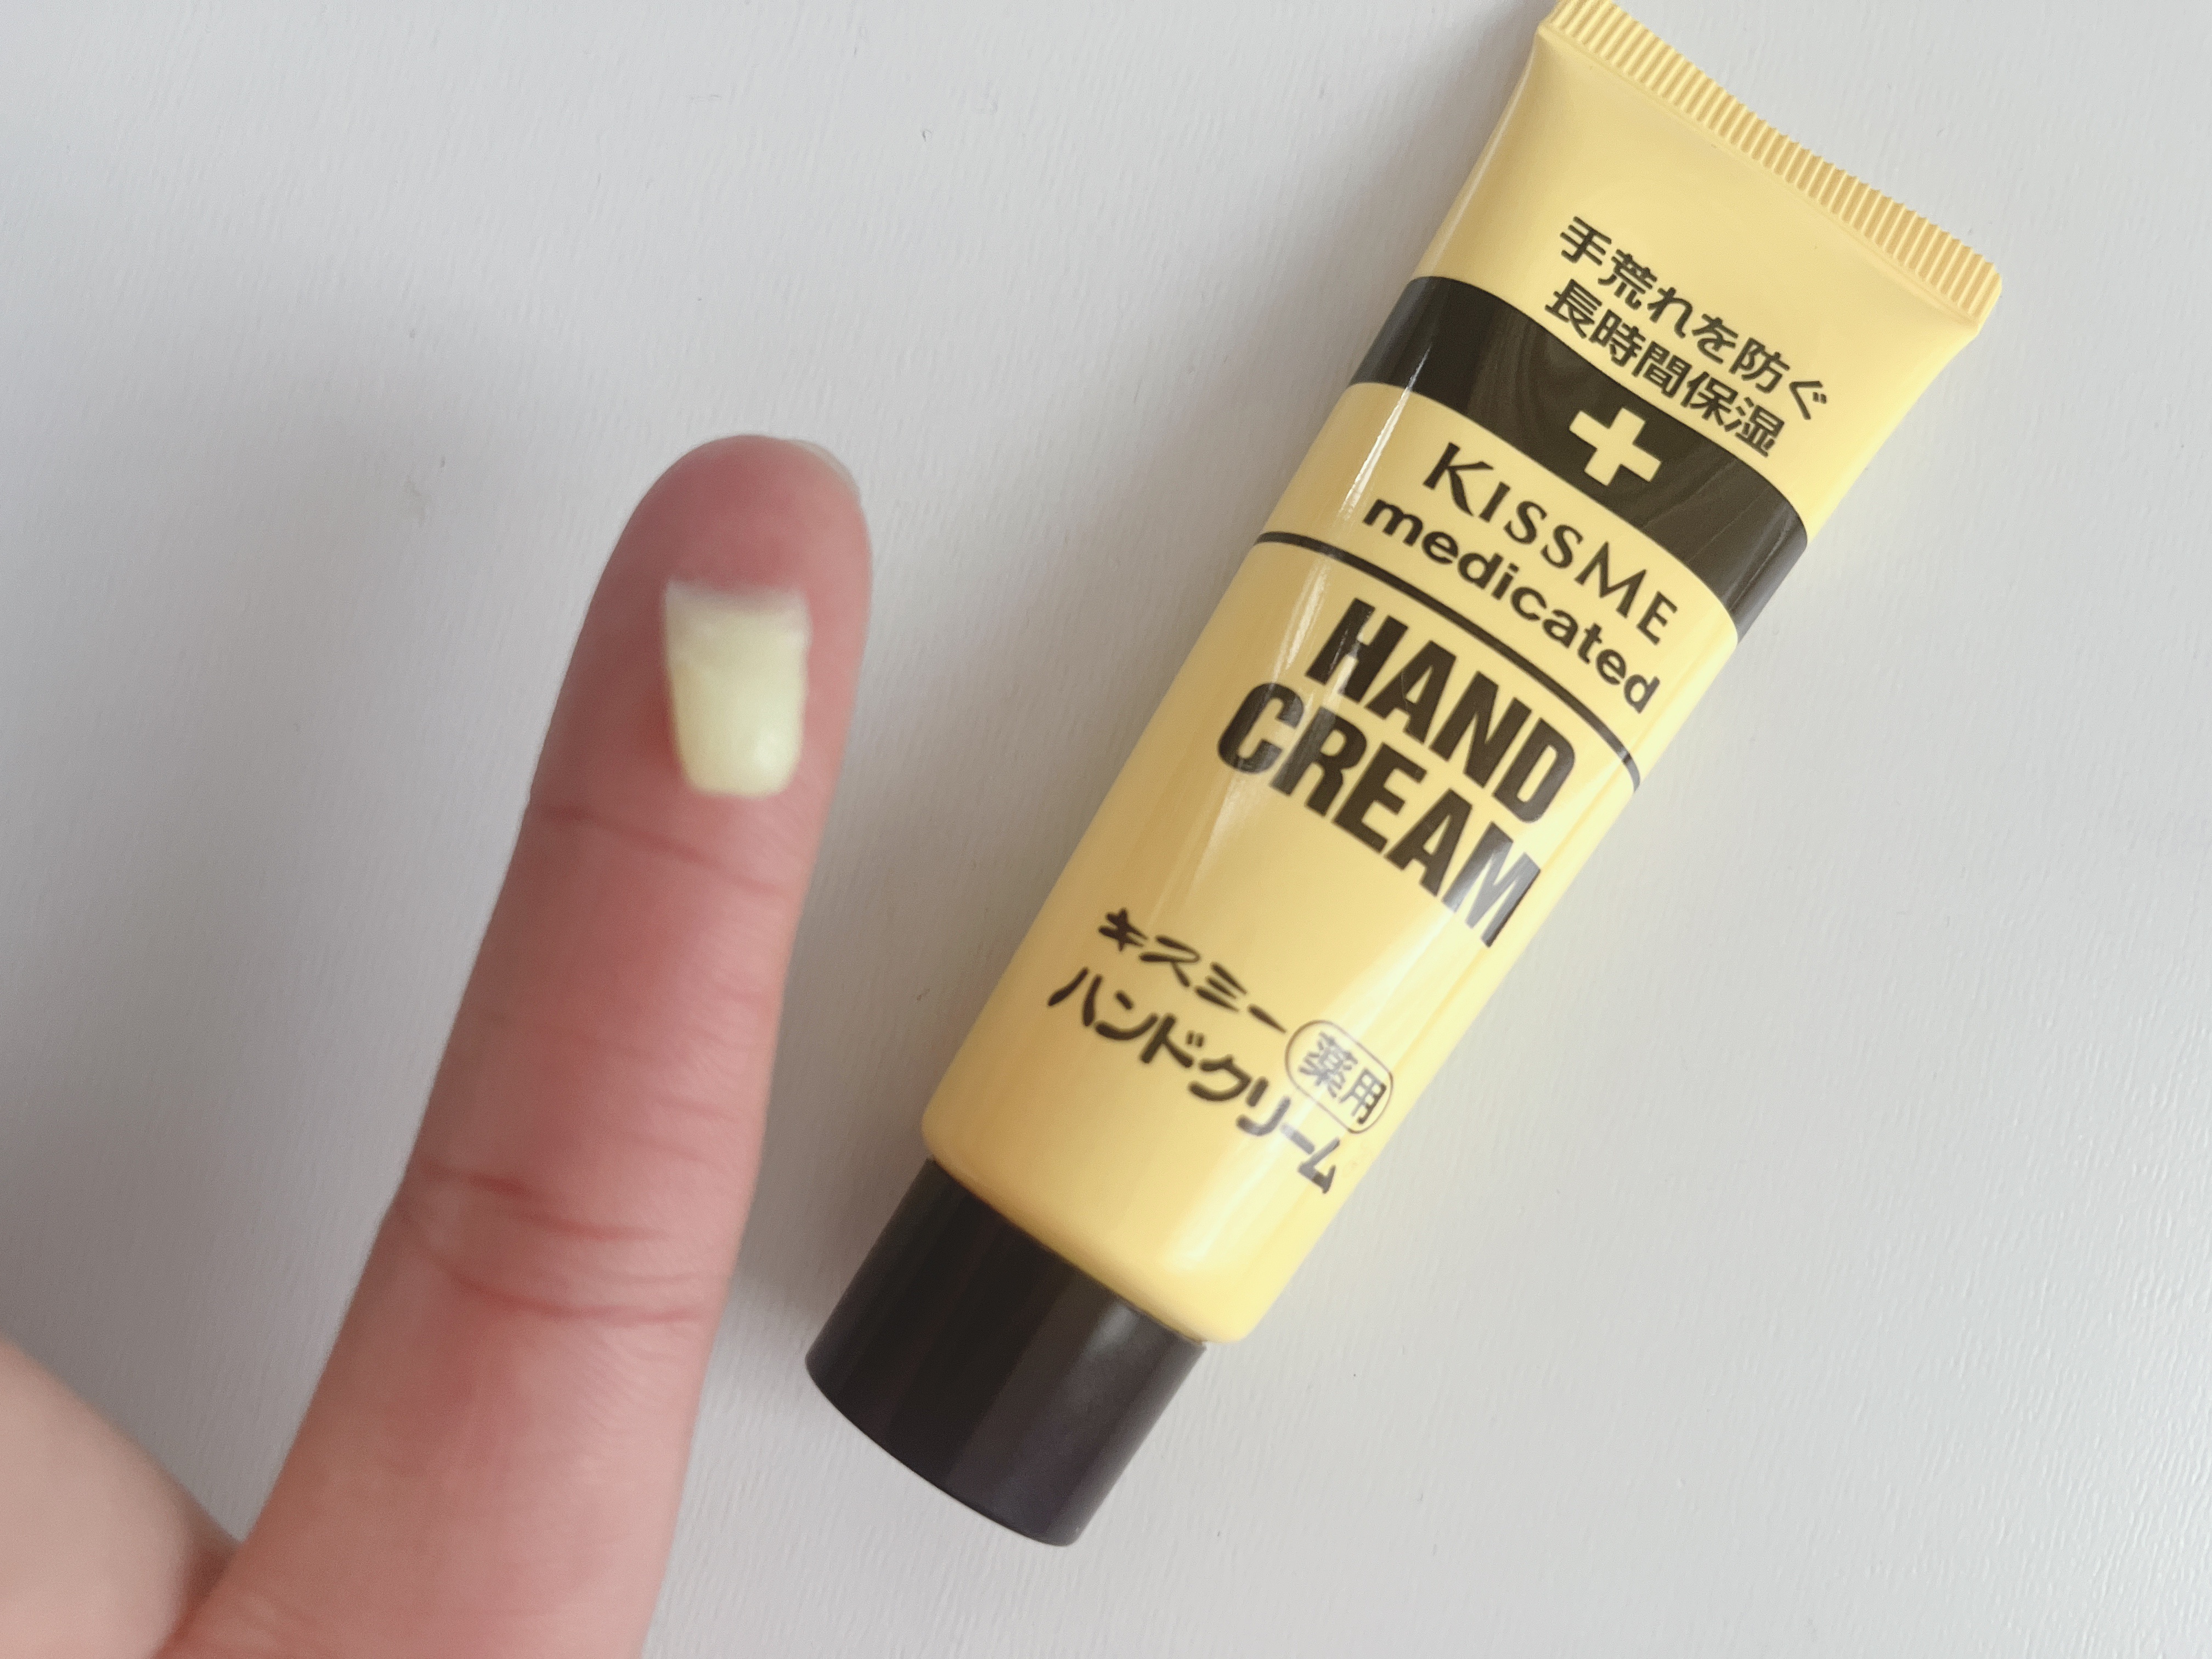 手荒れを防ぐ
長時間保湿
KISSME
medicated
HAND
CREAM
キスミー薬用
ハンドクリーム